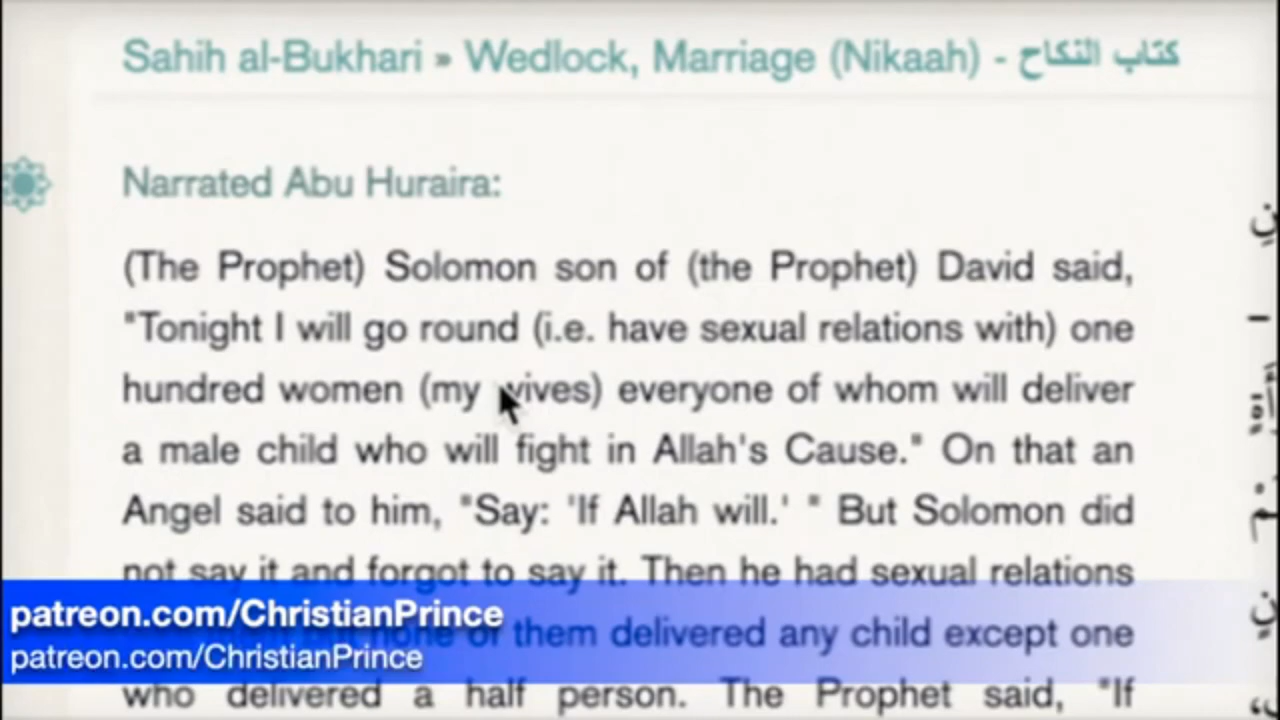 Sahih al-Bukhari » Wedlock, Marriage (Nikaah) - كتاب النكاح
Narrated Abu Huraira:
(The Prophet) Solomon son of (the Prophet) David said,
"Tonight I will go round (i.e. have sexual relations with) one
hundred women (my wives) everyone of whom will deliver
a male child who will fight in Allah's Cause." On that an
Angel said to him, "Say: 'If Allah will.' " But Solomon did
not say it and forgot to say it. Then he had sexual relations
none of them delivered any child except one
who delivered a half person. The Prophet said, "If
patreon.com/ChristianPrince
patreon.com/ChristianPrince